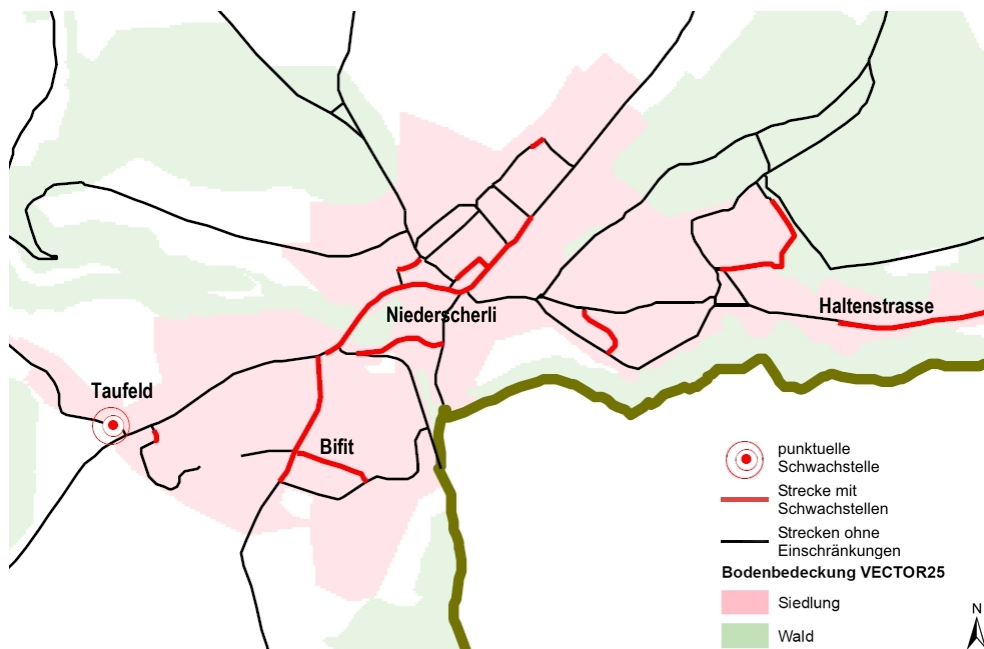 Haltenstrasse
Niederscherli
Taufeld
Bifit
punktuelle
Schwachstelle
Strecke mit
Schwachstellen
Strecken ohne
Einschränkungen
Bodenbedeckung VECTOR25
Siedlung
Wald
N